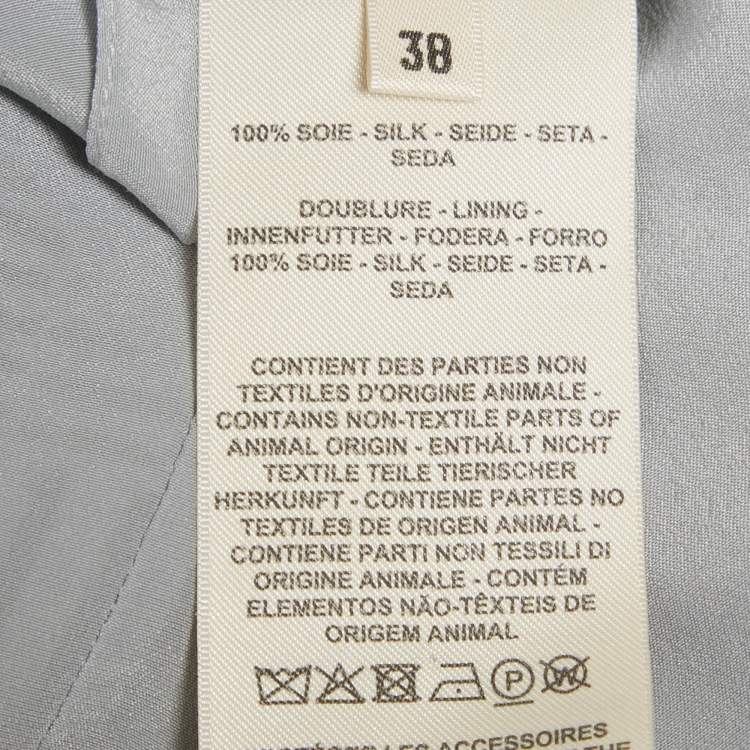 38
100% SOIE - SILK - SEIDE - SETA -
SEDA
DOUBLURE - LINING -
INNENFUTTER - FODERA - FORRO
100% SOIE - SILK - SEIDE - SETA -
SEDA
CONTIENT DES PARTIES NON
TEXTILES D'ORIGINE ANIMALE -
CONTAINS NON-TEXTILE PARTS OF
ANIMAL ORIGIN - ENTHÄLT NICHT
TEXTILE TEILE TIERISCHER
HERKUNFT - CONTIENE PARTES NO
TEXTILES DE ORIGEN ANIMAL -
CONTIENE PARTI NON TESSILI DI
ORIGINE ANIMALE - CONTÉM
ELEMENTOS NÃO-TÊXTEIS DE
ORIGEM ANIMAL
P W
LES ACCESSOIRES